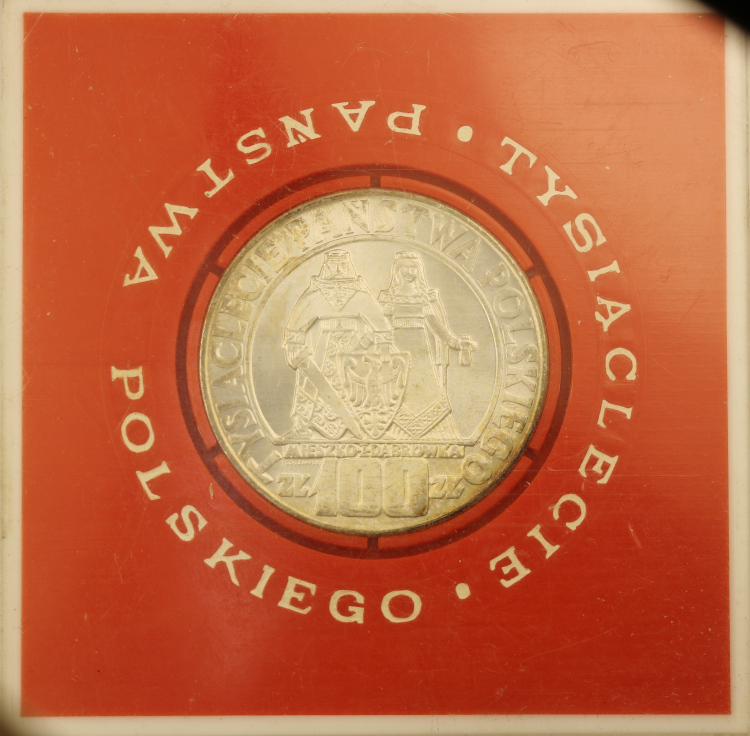 • TYSIĄCLECIE •
PAŃSTWA POLSKIEGO
TYSIĄCLECIE PAŃSTWA POLSKIEGO
MIESZKO·I·DĄBRÓWKA
ZŁ 100 ZŁ